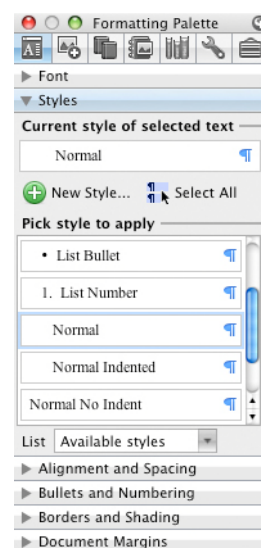 Formatting Palette
Font
Styles
Current style of selected text
Normal ¶
New Style... Select All
Pick style to apply
• List Bullet ¶
1. List Number ¶
Normal ¶
Normal Indented ¶
Normal No Indent ¶
List Available styles
Alignment and Spacing
Bullets and Numbering
Borders and Shading
Document Margins